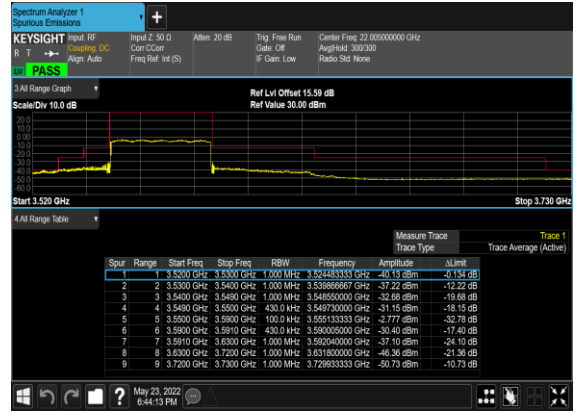 Spectrum Analyzer 1
Spurious Emissions
KEYSIGHT
R T
PASS
Input: RF
Coupling: DC
Align: Auto
Input Z: 50 Ω
Corr CCorr
Freq Ref: Int (S)
Atten: 20 dB
Trig: Free Run
Gate: Off
IF Gain: Low
Center Freq: 22.005000000 GHz
Avg|Hold: 300/300
Radio Std: None
3 All Range Graph
Scale/Div 10.0 dB
Ref Lvl Offset 15.59 dB
Ref Value 30.00 dBm
20.0
10.0
0.00
-10.0
-20.0
-30.0
-40.0
-50.0
-60.0
Start 3.520 GHz
Stop 3.730 GHz
4 All Range Table
Measure Trace Trace 1
Trace Type Trace Average (Active)
Spur Range Start Freq Stop Freq RBW Frequency Amplitude ΔLimit
1 1 3.5200 GHz 3.5300 GHz 1.000 MHz 3.524483333 GHz -40.13 dBm -0.134 dB
2 2 3.5300 GHz 3.5400 GHz 1.000 MHz 3.539866667 GHz -37.22 dBm -12.22 dB
3 3 3.5400 GHz 3.5490 GHz 1.000 MHz 3.548550000 GHz -32.68 dBm -19.68 dB
4 4 3.5490 GHz 3.5500 GHz 430.0 kHz 3.549730000 GHz -31.15 dBm -18.15 dB
5 5 3.5500 GHz 3.5900 GHz 100.0 kHz 3.555133333 GHz -2.777 dBm -32.78 dB
6 6 3.5900 GHz 3.5910 GHz 430.0 kHz 3.590005000 GHz -30.40 dBm -17.40 dB
7 7 3.5910 GHz 3.6300 GHz 1.000 MHz 3.592040000 GHz -37.10 dBm -24.10 dB
8 8 3.6300 GHz 3.7200 GHz 1.000 MHz 3.631800000 GHz -46.36 dBm -21.36 dB
9 9 3.7200 GHz 3.7300 GHz 1.000 MHz 3.729933333 GHz -50.73 dBm -10.73 dB
May 23, 2022
6:44:13 PM